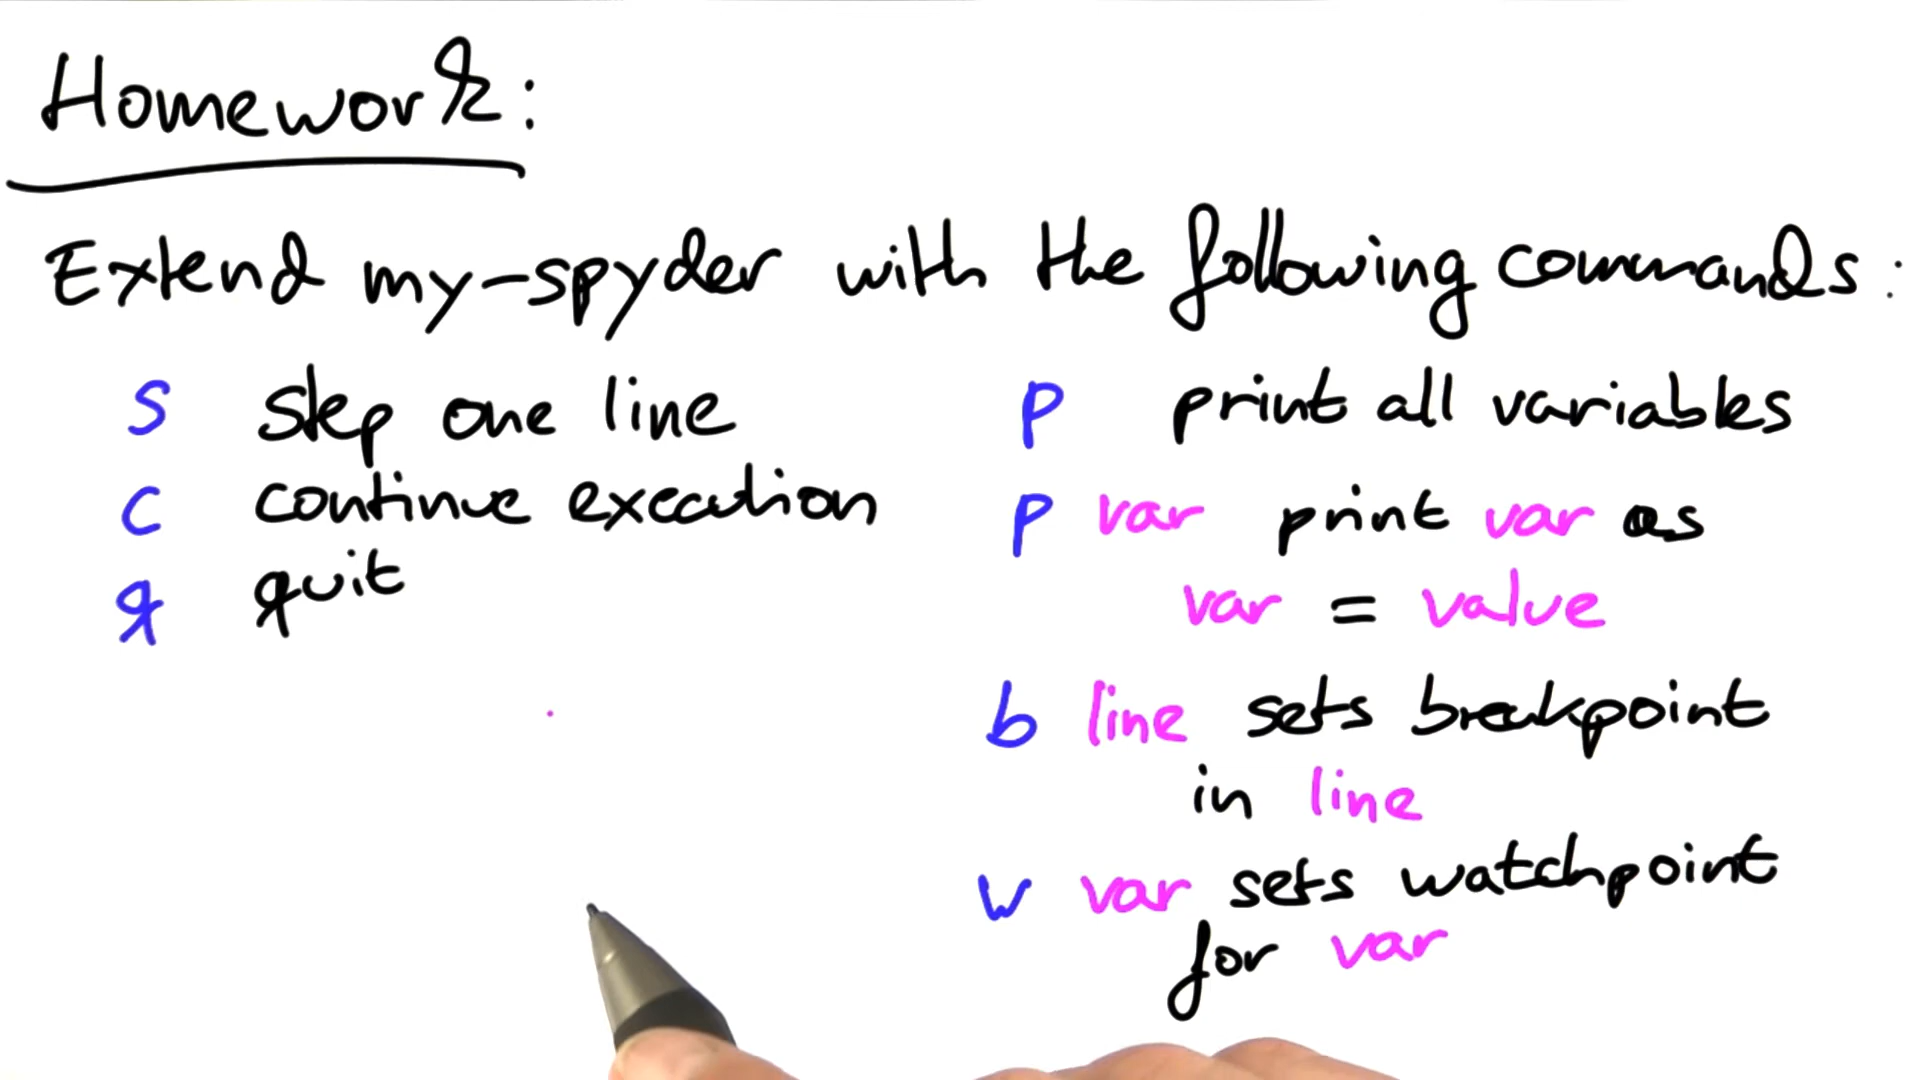 Homework:
Extend my-spyder with the following commands:
s step one line
c continue execution
q quit
p print all variables
p var print var as
var = value
b line sets breakpoint
in line
w var sets watchpoint
for var